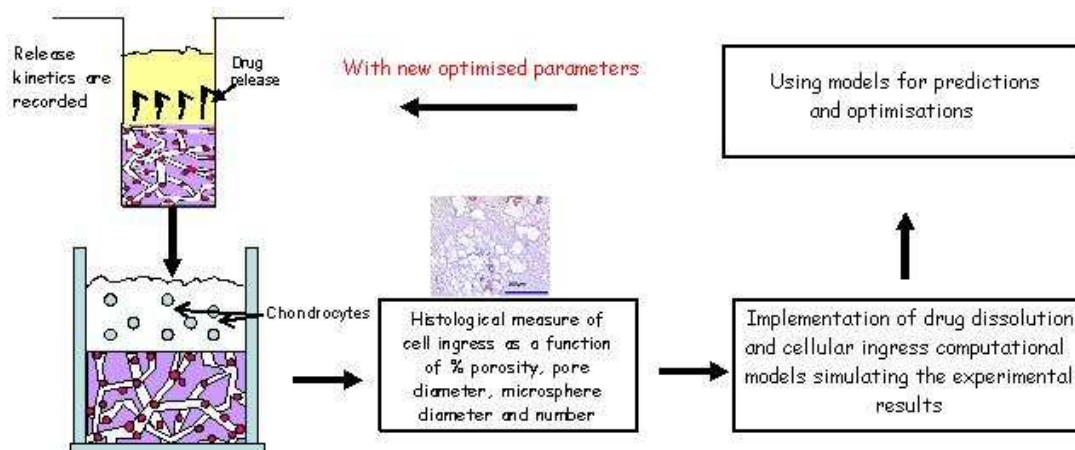 Release
kinetics are
recorded
Drug
release
With new optimised parameters
Using models for predictions
and optimisations
Chondrocytes
Histological measure of
cell ingress as a function
of % porosity, pore
diameter, microsphere
diameter and number
Implementation of drug dissolution
and cellular ingress computational
models simulating the experimental
results